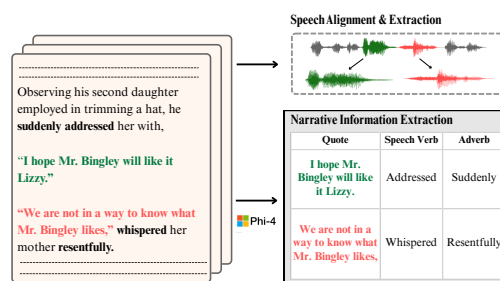 Speech Alignment & Extraction
Observing his second daughter
employed in trimming a hat, he
suddenly addressed her with,
“I hope Mr. Bingley will like it
Lizzy.”
“We are not in a way to know what
Mr. Bingley likes,” whispered her
mother resentfully.
Phi-4
Narrative Information Extraction
Quote Speech Verb Adverb
I hope Mr.
Bingley will like
it Lizzy.
Addressed Suddenly
We are not in a
way to know what
Mr. Bingley likes,
Whispered Resentfully